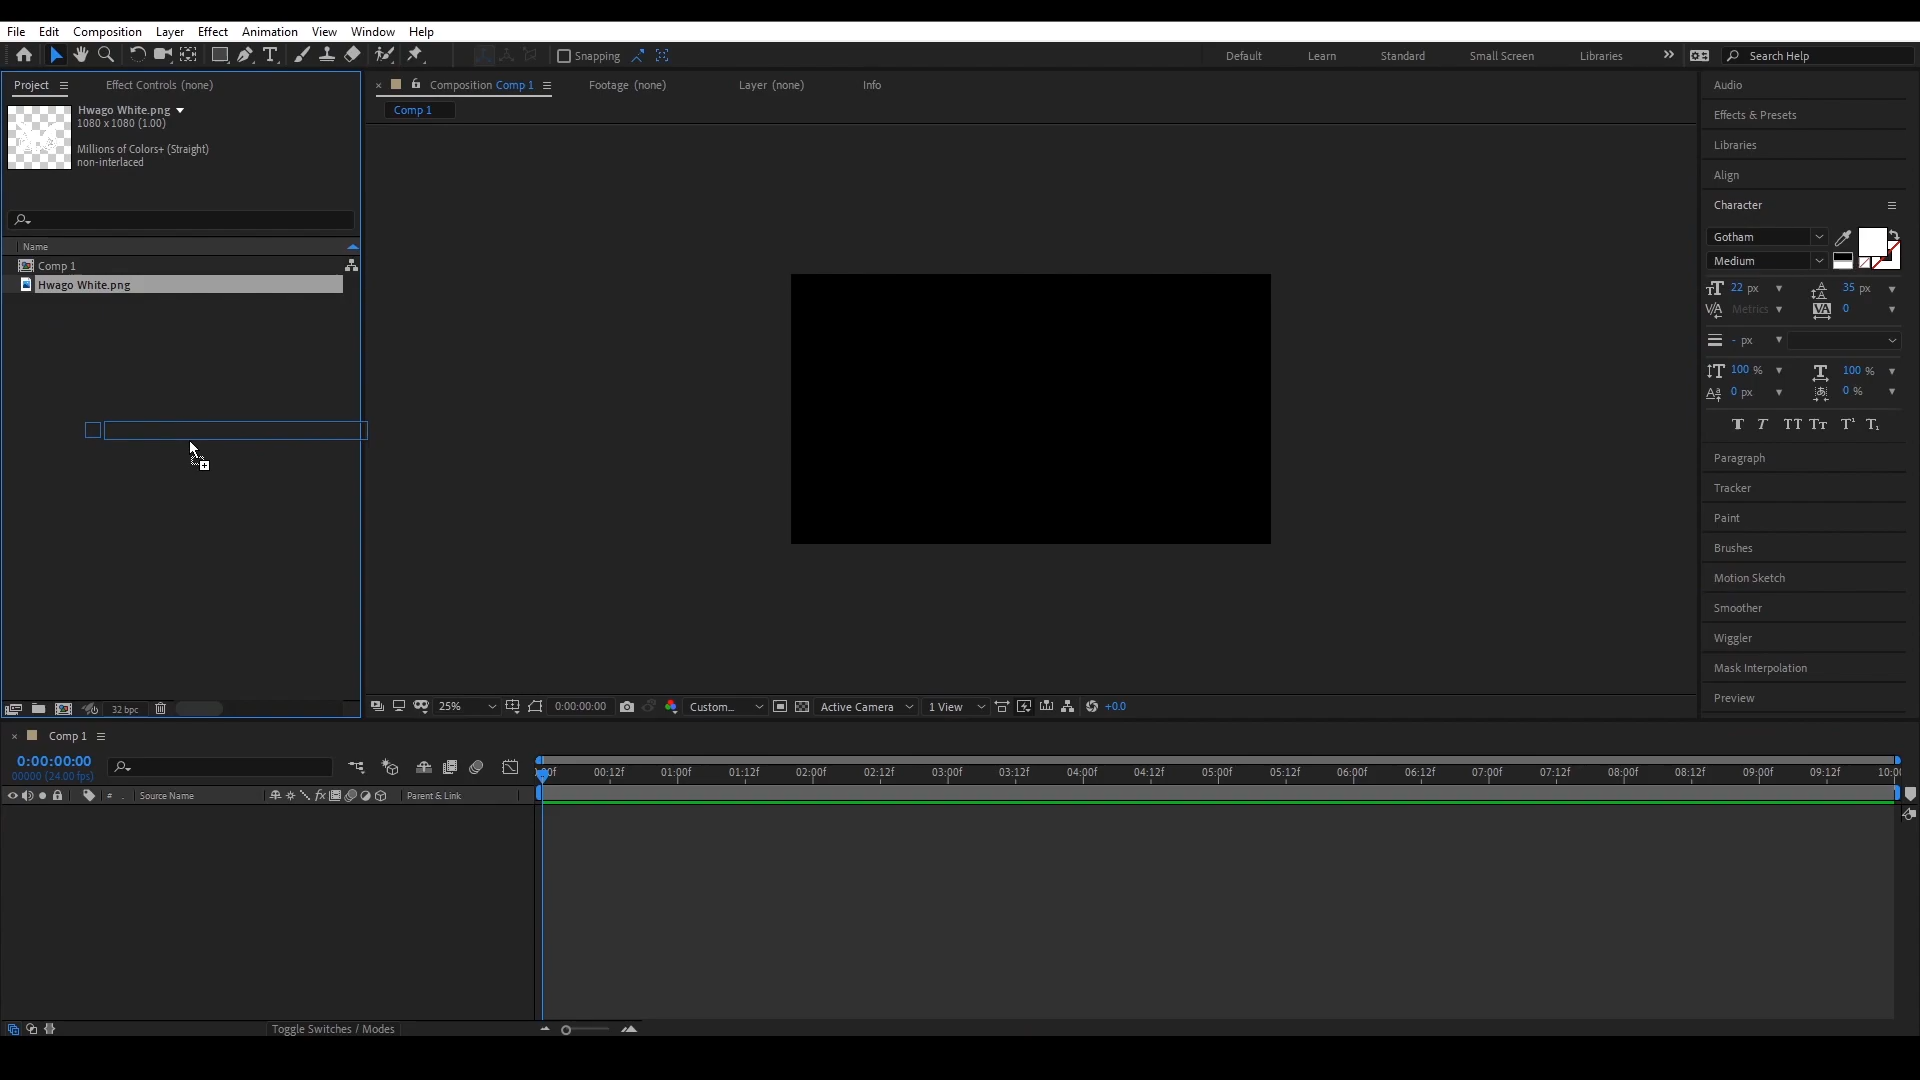 File Edit Composition Layer Effect Animation View Window Help
Snapping Default Learn Standard Small Screen Libraries » Search Help
Project Effect Controls (none)
Hwago White.png
1080 x 1080 (1.00)
Millions of Colors+ (Straight)
non-interlaced
Name
Comp 1
Hwago White.png
32 bpc
× Composition Comp 1 Footage (none) Layer (none) Info
Comp 1
25% 0:00:00:00 Custom... Active Camera 1 View +0.0
Audio
Effects & Presets
Libraries
Align
Character
Gotham
Medium
22 px 35 px
Metrics 0
- px
100 % 100 %
0 px 0 %
T T TT Tт T¹ T₁
Paragraph
Tracker
Paint
Brushes
Motion Sketch
Smoother
Wiggler
Mask Interpolation
Preview
× Comp 1
0:00:00:00
00000 (24.00 fps)
00:12f 01:00f 01:12f 02:00f 02:12f 03:00f 03:12f 04:00f 04:12f 05:00f 05:12f 06:00f 06:12f 07:00f 07:12f 08:00f 08:12f 09:00f 09:12f
# . Source Name fx Parent & Link
Toggle Switches / Modes